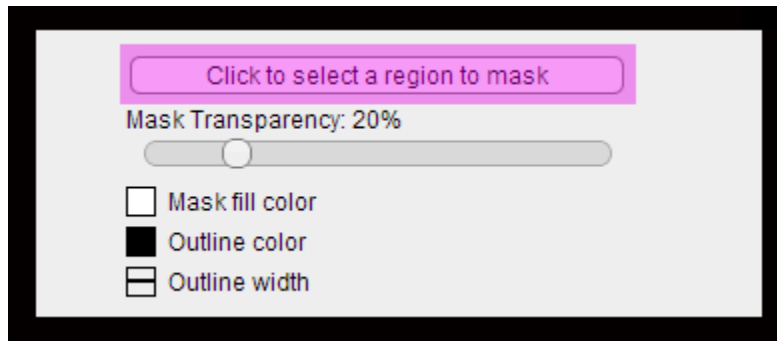 Click to select a region to mask
Mask Transparency: 20%
Mask fill color
Outline color
Outline width